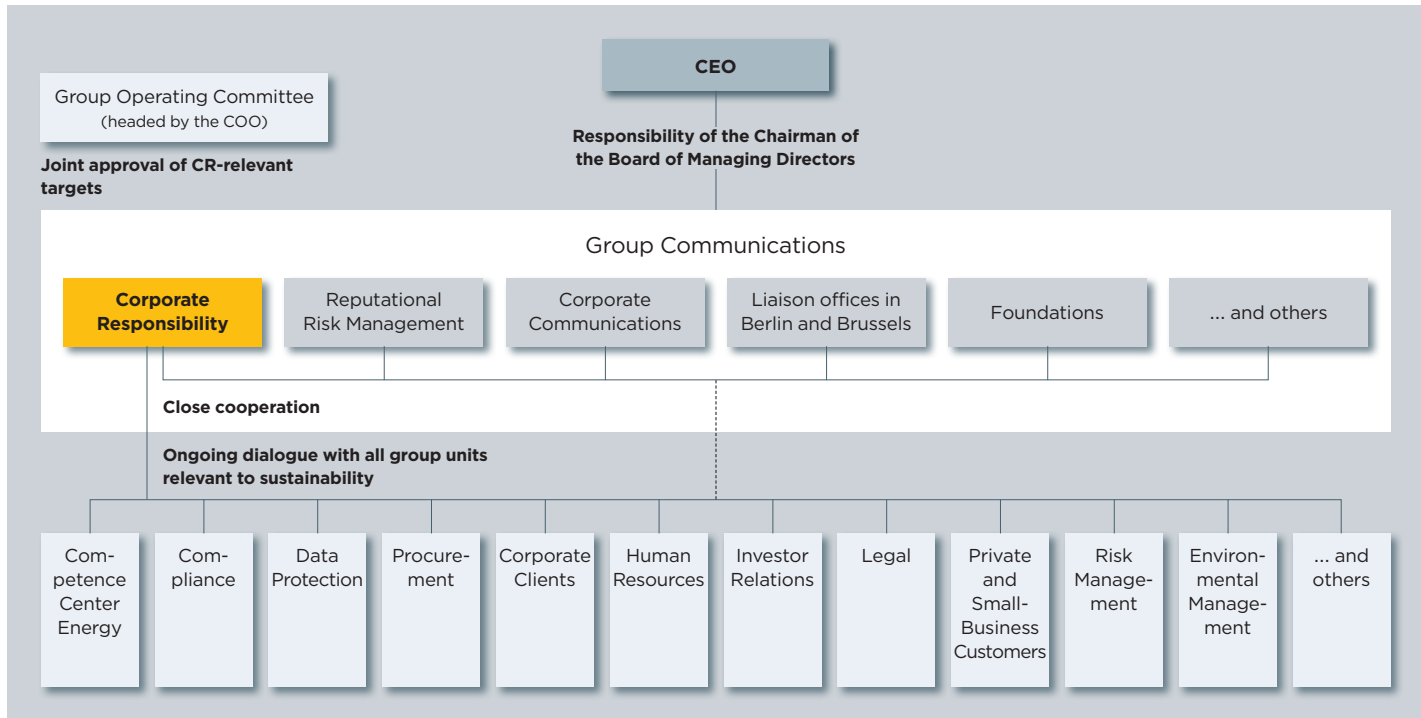 CEO
Group Operating Committee
(headed by the COO)
Joint approval of CR-relevant
targets
Responsibility of the Chairman of
the Board of Managing Directors
Group Communications
Corporate
Responsibility
Reputational
Risk Management
Corporate
Communications
Liaison offices in
Berlin and Brussels
Foundations
... and others
Close cooperation
Ongoing dialogue with all group units
relevant to sustainability
Com-
petence
Center
Energy
Com-
pliance
Data
Protection
Procure-
ment
Corporate
Clients
Human
Resources
Investor
Relations
Legal
Private
and
Small-
Business
Customers
Risk
Manage-
ment
Environ-
mental
Manage-
ment
... and
others